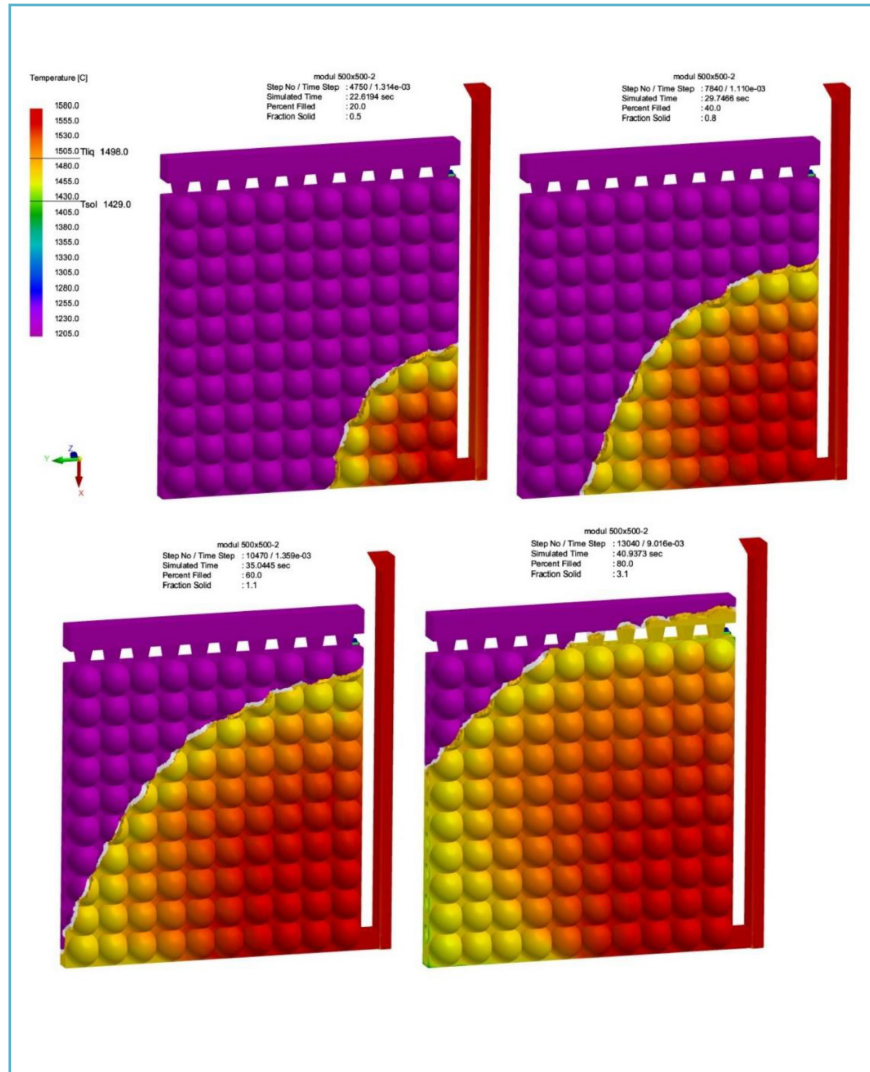 Temperature [C]
1580.0
1555.0
1530.0
1505.0
Tliq 1498.0
1480.0
1455.0
1430.0
Tsol 1429.0
1405.0
1380.0
1355.0
1330.0
1305.0
1280.0
1255.0
1230.0
1205.0
modul 500x500-2
Step No / Time Step : 4750 / 1.314e-03
Simulated Time : 22.6194 sec
Percent Filled : 20.0
Fraction Solid : 0.5
modul 500x500-2
Step No / Time Step : 7840 / 1.110e-03
Simulated Time : 29.7466 sec
Percent Filled : 40.0
Fraction Solid : 0.8
Z
Y
X
modul 500x500-2
Step No / Time Step : 10470 / 1.359e-03
Simulated Time : 35.0445 sec
Percent Filled : 60.0
Fraction Solid : 1.1
modul 500x500-2
Step No / Time Step : 13040 / 9.016e-03
Simulated Time : 40.9373 sec
Percent Filled : 80.0
Fraction Solid : 3.1